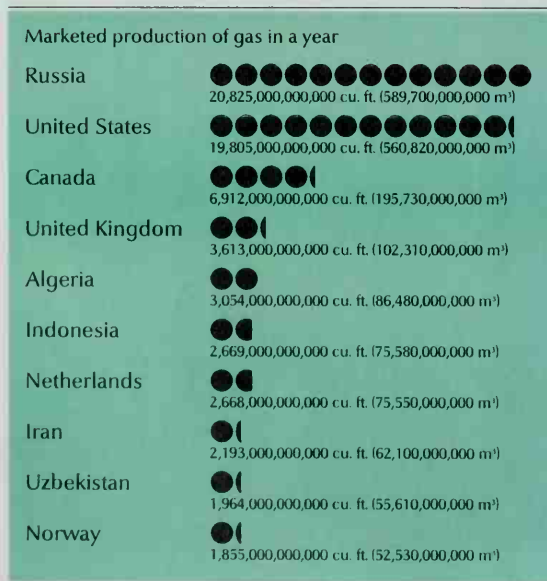 Marketed production of gas in a year
Russia
20,825,000,000,000 cu. ft. (589,700,000,000 m³)
United States
19,805,000,000,000 cu. ft. (560,820,000,000 m³)
Canada
6,912,000,000,000 cu. ft. (195,730,000,000 m³)
United Kingdom
3,613,000,000,000 cu. ft. (102,310,000,000 m³)
Algeria
3,054,000,000,000 cu. ft. (86,480,000,000 m³)
Indonesia
2,669,000,000,000 cu. ft. (75,580,000,000 m³)
Netherlands
2,668,000,000,000 cu. ft. (75,550,000,000 m³)
Iran
2,193,000,000,000 cu. ft. (62,100,000,000 m³)
Uzbekistan
1,964,000,000,000 cu. ft. (55,610,000,000 m³)
Norway
1,855,000,000,000 cu. ft. (52,530,000,000 m³)